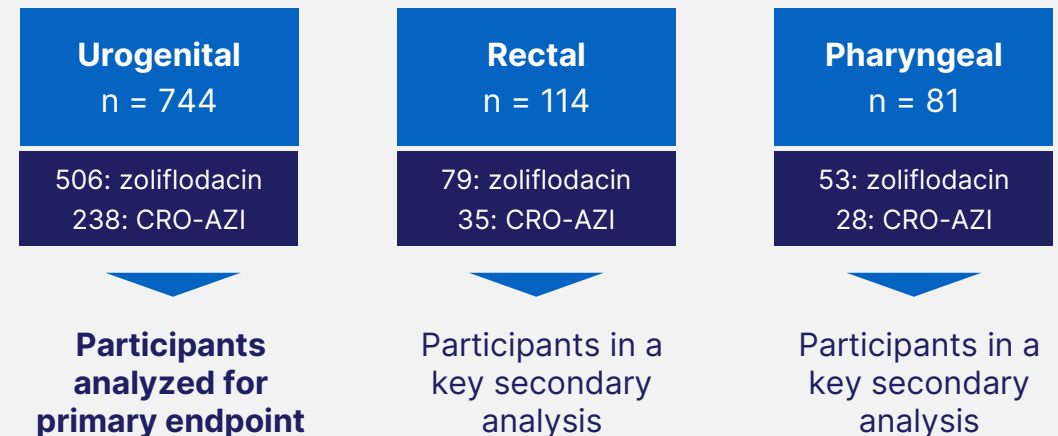 Urogenital
n = 744
506: zoliflodacin
238: CRO-AZI
Participants
analyzed for
primary endpoint
Rectal
n = 114
79: zoliflodacin
35: CRO-AZI
Participants in a
key secondary
analysis
Pharyngeal
n = 81
53: zoliflodacin
28: CRO-AZI
Participants in a
key secondary
analysis